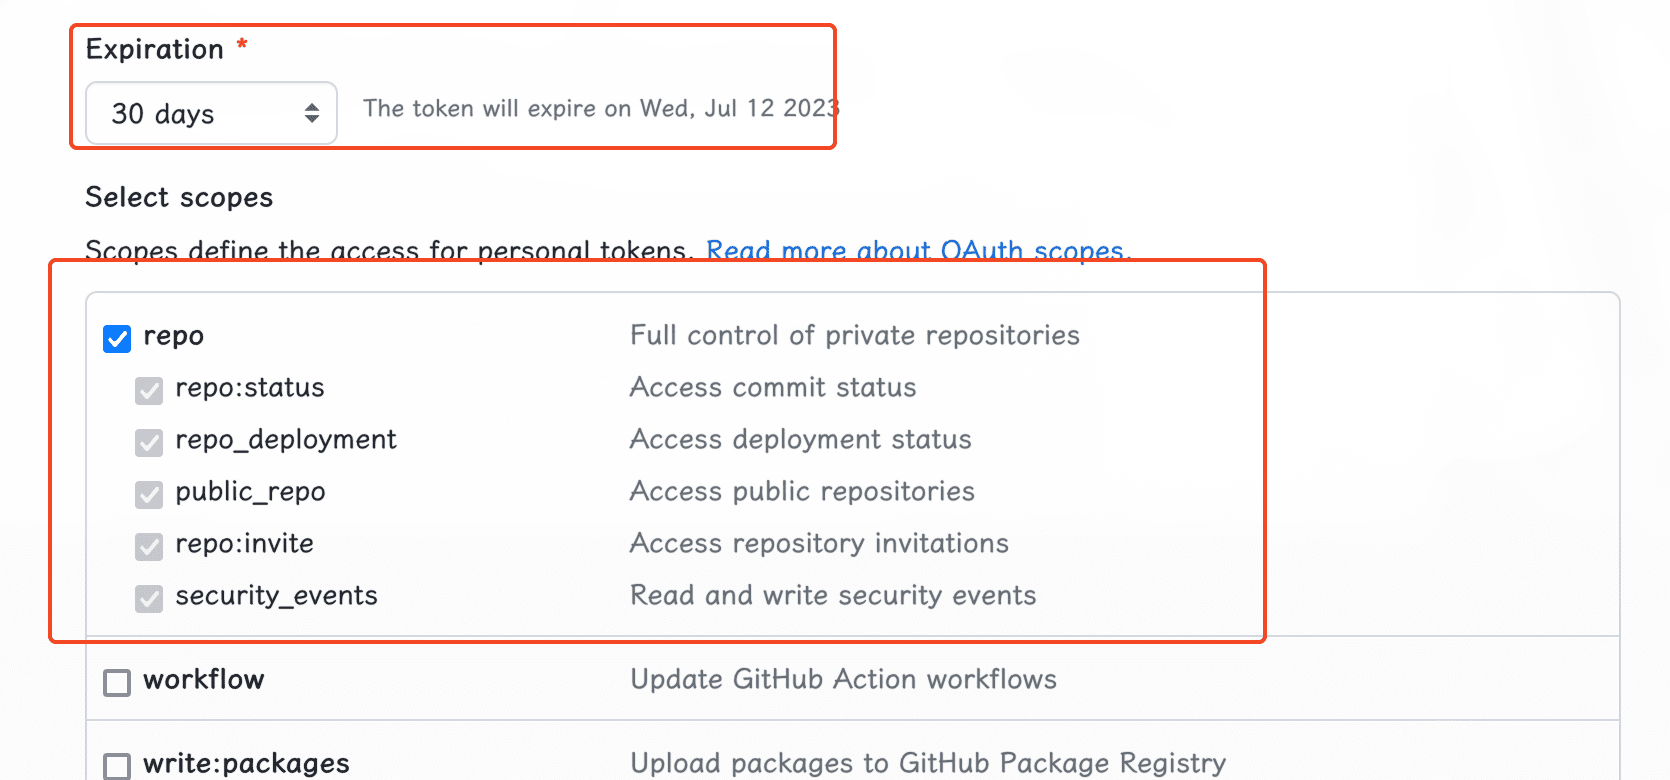 Expiration *
30 days The token will expire on Wed, Jul 12 2023
Select scopes
Scopes define the access for personal tokens. Read more about OAuth scopes.
repo Full control of private repositories
repo:status Access commit status
repo_deployment Access deployment status
public_repo Access public repositories
repo:invite Access repository invitations
security_events Read and write security events
workflow Update GitHub Action workflows
write:packages Upload packages to GitHub Package Registry